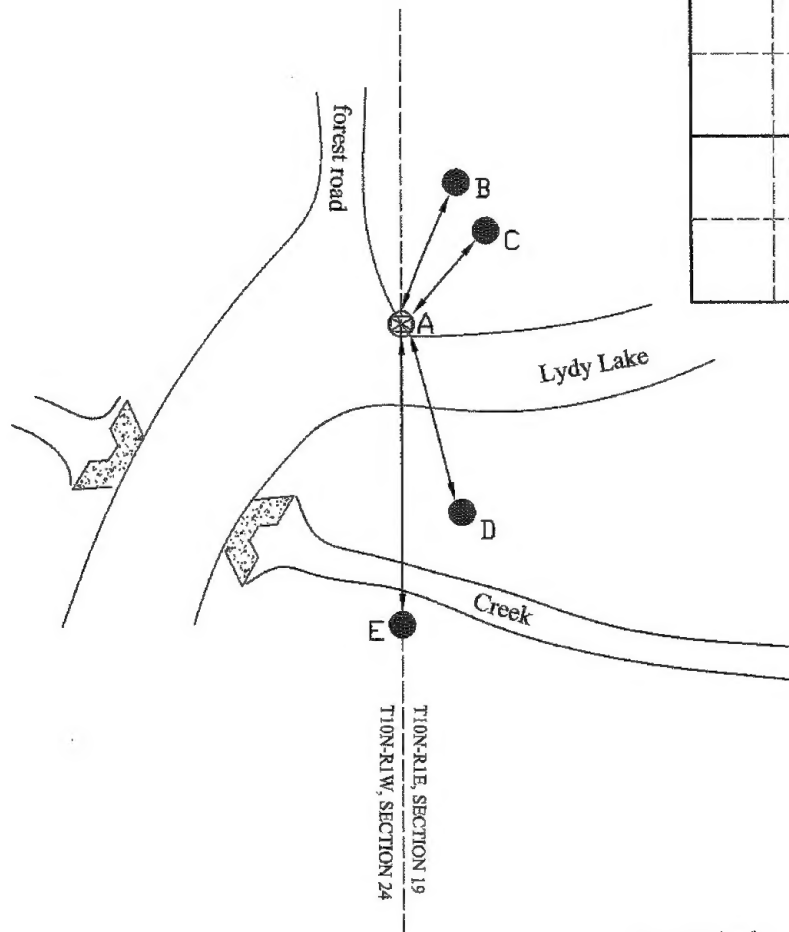 forest road
B
C
A
Lydy Lake
D
Creek
E
T10N-R1E, SECTION 19
T10N-R1W, SECTION 24